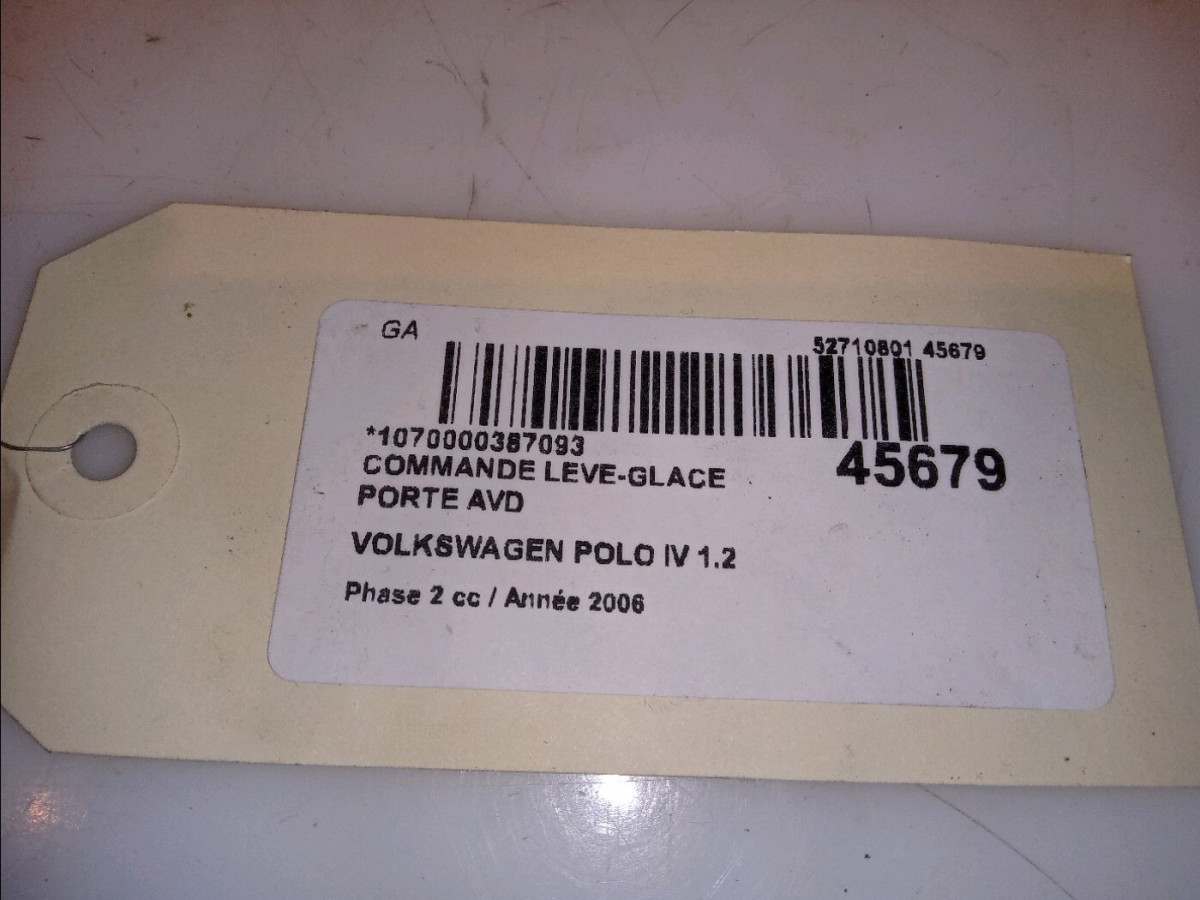 GA
52710801 45679
*1070000387093
45679
COMMANDE LEVE-GLACE
PORTE AVD
VOLKSWAGEN POLO IV 1.2
Phase 2 cc / Année 2006